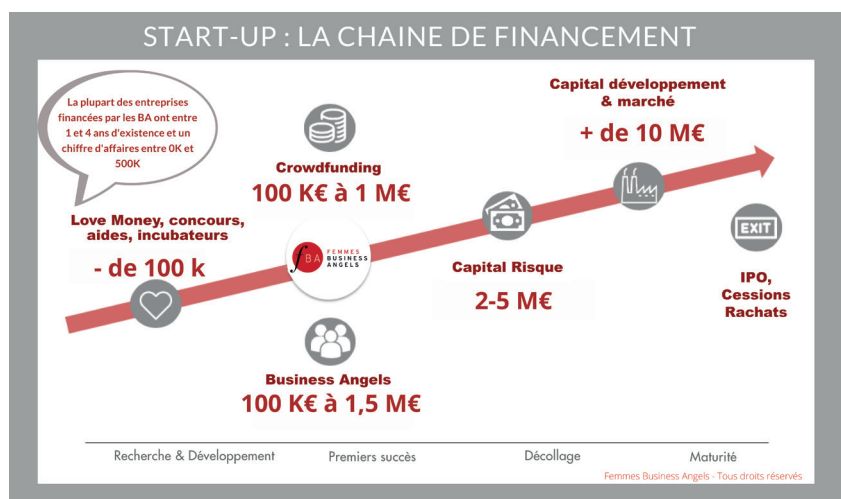 START-UP : LA CHAINE DE FINANCEMENT
La plupart des entreprises
financées par les BA ont entre
1 et 4 ans d'existence et un
chiffre d'affaires entre 0K et
500K
Love Money, concours,
aides, incubateurs
- de 100 k
Crowdfunding
100 K€ à 1 M€
fBA
FEMMES
BUSINESS
ANGELS
Business Angels
100 K€ à 1,5 M€
Capital Risque
2-5 M€
Capital développement
& marché
+ de 10 M€
EXIT
IPO,
Cessions
Rachats
Recherche & Développement
Premiers succès
Décollage
Maturité
Femmes Business Angels - Tous droits réservés